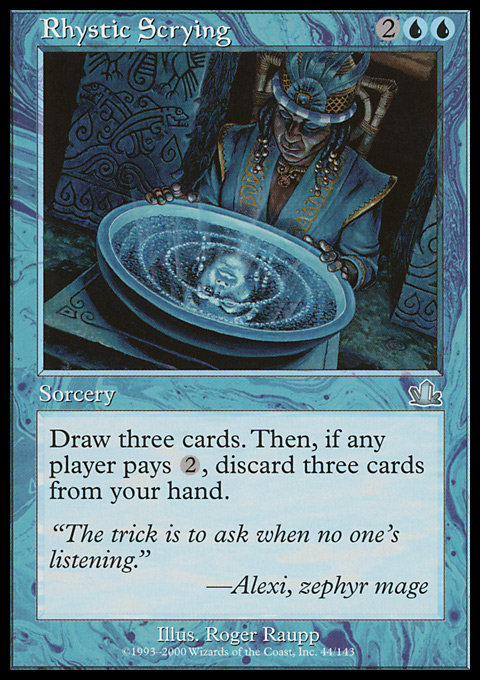 Rhystic Scrying 2
Sorcery
Draw three cards. Then, if any
player pays 2, discard three cards
from your hand.
“The trick is to ask when no one’s
listening.”
—Alexi, zephyr mage
Illus. Roger Raupp
©1993–2000 Wizards of the Coast, Inc. 44/143